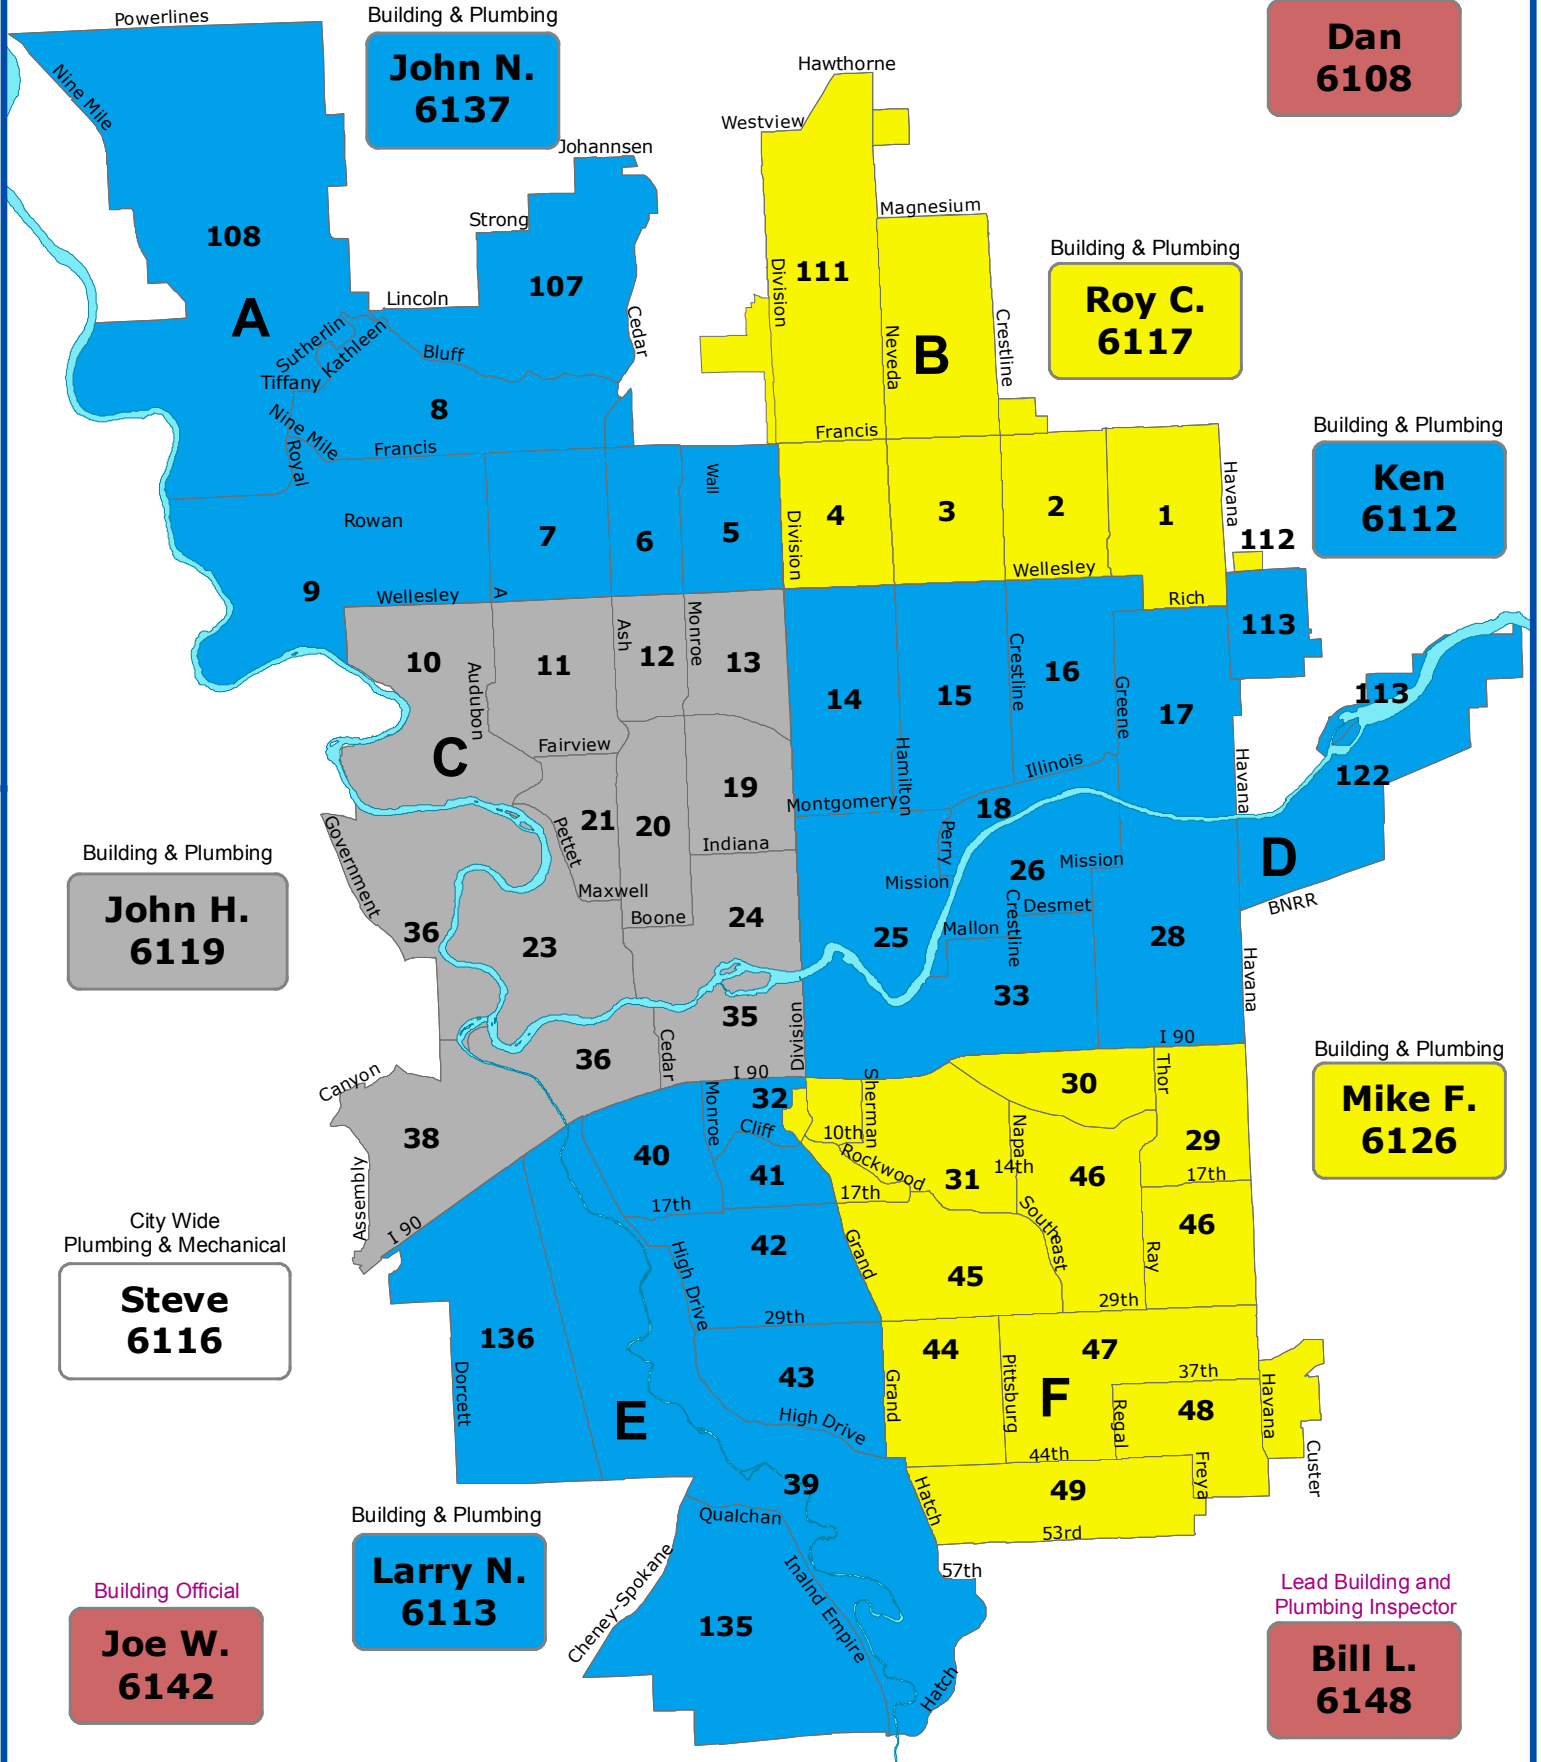 Powerlines
Building & Plumbing
John N.
6137
Dan
6108
Nine Mile
Hawthorne
Westview
Johannsen
Strong
Magnesium
108
107
111
Building & Plumbing
Roy C.
6117
A
B
Lincoln
Division
Cedar
Neveda
Crestline
Sutherlin
Kathleen
Tiffany
Bluff
8
Nine Mile
Royal
Francis
Francis
Building & Plumbing
Ken
6112
Rowan
Wall
7
6
5
4
3
2
1
Division
Havana
112
9
Wellesley
A
Wellesley
Rich
113
10
11
12
13
Ash
Monroe
Audubon
14
15
16
17
Crestline
Greene
113
C
Fairview
Hamilton
Illinois
Havana
122
19
Montgomery
18
21
20
Pettet
Indiana
Perry
Government
Building & Plumbing
John H.
6119
D
BNRR
Mission
26
Mission
Maxwell
Boone
24
Crestline
Desmet
36
23
25
Mallon
28
Havana
33
35
Division
36
Cedar
I 90
I 90
Building & Plumbing
Mike F.
6126
Canyon
32
Monroe
Cliff
Sherman
30
Thor
38
40
41
10th
Rockwood
Napa
14th
31
46
29
17th
17th
17th
Assembly
I 90
City Wide
Plumbing & Mechanical
Steve
6116
42
High Drive
Grand
45
Southeast
46
Ray
29th
29th
136
Dorcett
43
44
47
Pittsburg
37th
Grand
F
48
Regal
Havana
Custer
E
High Drive
44th
Freya
39
Hatch
49
53rd
Building & Plumbing
Larry N.
6113
Qualchan
Inalnd Empire
Cheney-Spokane
57th
135
Hatch
Building Official
Joe W.
6142
Lead Building and
Plumbing Inspector
Bill L.
6148